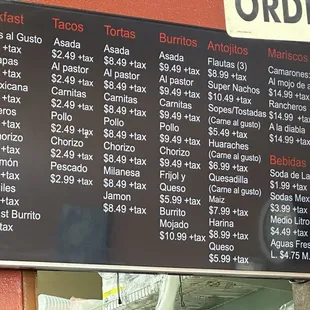 ORD
kfast
s al Gusto
+tax
apas
+tax
xicana
+tax
eros
+tax
orizo
+tax
món
+tax
iles
+tax
st Burrito
+tax
Tacos
Asada
$2.49 +tax
Al pastor
$2.49 +tax
Carnitas
$2.49 +tax
Pollo
$2.49 +tax
Chorizo
$2.49 +tax
Pescado
$2.99 +tax
Tortas
Asada
$8.49 +tax
Al pastor
$8.49 +tax
Carnitas
$8.49 +tax
Pollo
$8.49 +tax
Chorizo
$8.49 +tax
Milanesa
$8.49 +tax
Jamon
$8.49 +tax
Burritos
Asada
$9.49 +tax
Al pastor
$9.49 +tax
Carnitas
$9.49 +tax
Pollo
$9.49 +tax
Chorizo
$9.49 +tax
Frijol y
Queso
$5.99 +tax
Burrito
Mojado
$10.99 +tax
Antojitos
Flautas (3)
$8.99 +tax
Super Nachos
$10.49 +tax
Sopes/Tostadas
(Carne al gusto)
$5.49 +tax
Huaraches
(Carne al gusto)
$6.99 +tax
Quesadilla
(Carne al gusto)
Maiz
$7.99 +tax
Harina
$8.99 +tax
Queso
$5.99 +tax
Mariscos
Camarones:
Al mojo de a
$14.99 +tax
Rancheros
$14.99 +tax
A la diabla
$14.99 +tax
Bebidas
Soda de La
$1.99 +tax
Sodas Mex
$3.99 +tax
Medio Litro
$4.49 +tax
Aguas Fres
L. $4.75 M.